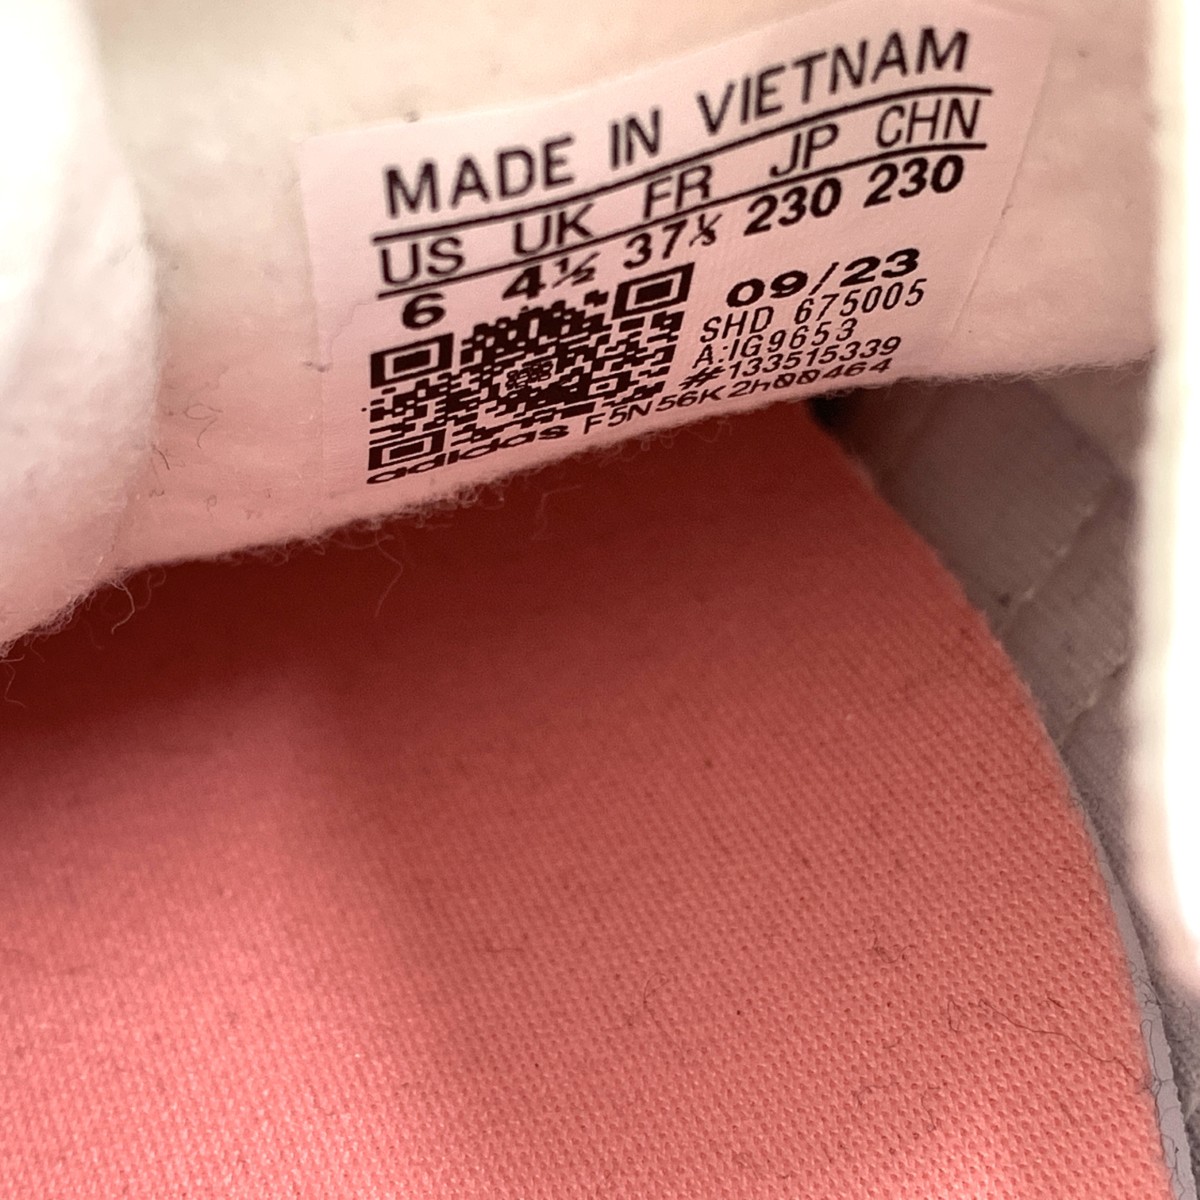 MADE IN VIETNAM
US UK FR JP CHN
6 4½ 37⅓ 230 230
09/23
SHD 675005
A:IG9653
#133515339
adidas F5N56K2h00464